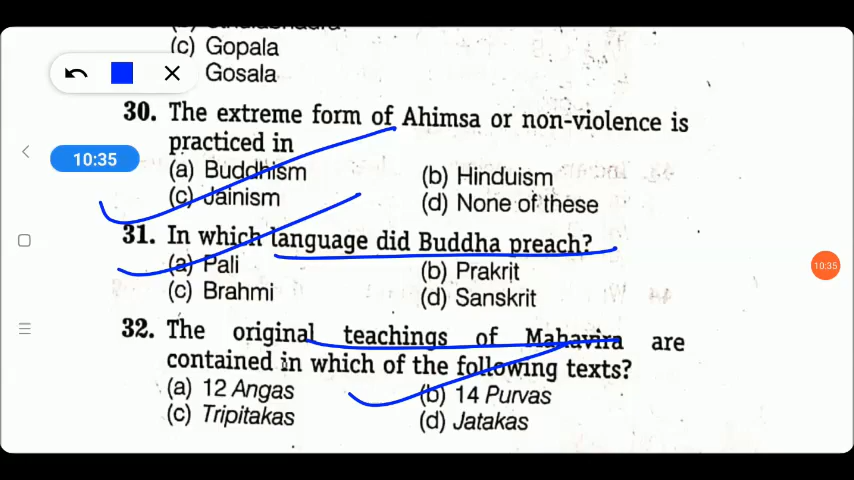 (c) Gopala
Gosala
30. The extreme form of Ahimsa or non-violence is
practiced in
(a) Buddhism (b) Hinduism
(c) Jainism (d) None of these
31. In which language did Buddha preach?
(a) Pali (b) Prakrit
(c) Brahmi (d) Sanskrit
32. The original teachings of Mahavira are
contained in which of the following texts?
(a) 12 Angas (b) 14 Purvas
(c) Tripitakas (d) Jatakas
10:35
10:35